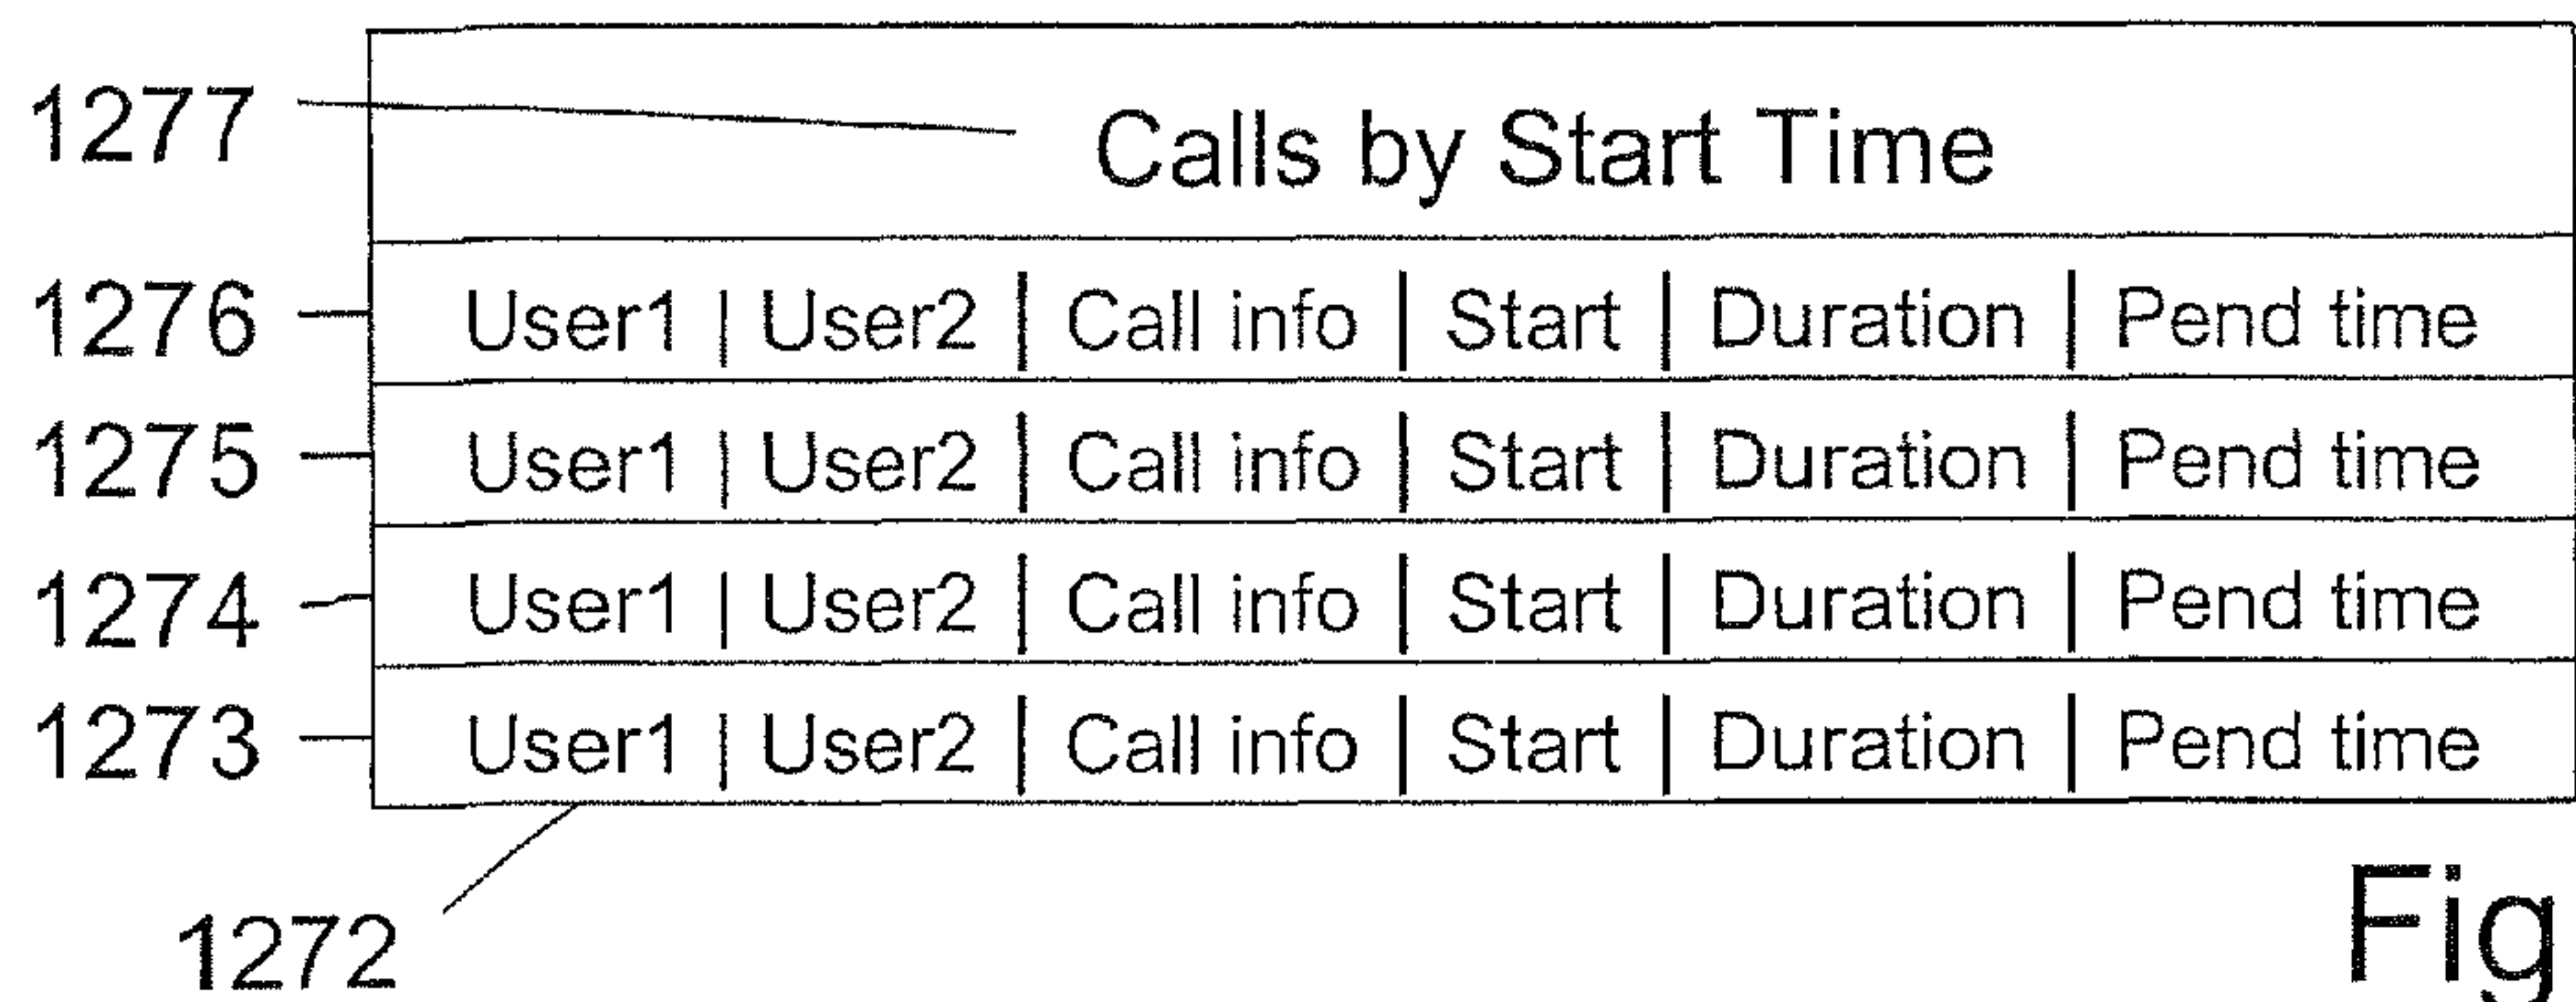 1277 Calls by Start Time
1276 User1 | User2 | Call info | Start | Duration | Pend time
1275 User1 | User2 | Call info | Start | Duration | Pend time
1274 User1 | User2 | Call info | Start | Duration | Pend time
1273 User1 | User2 | Call info | Start | Duration | Pend time
1272
Fig